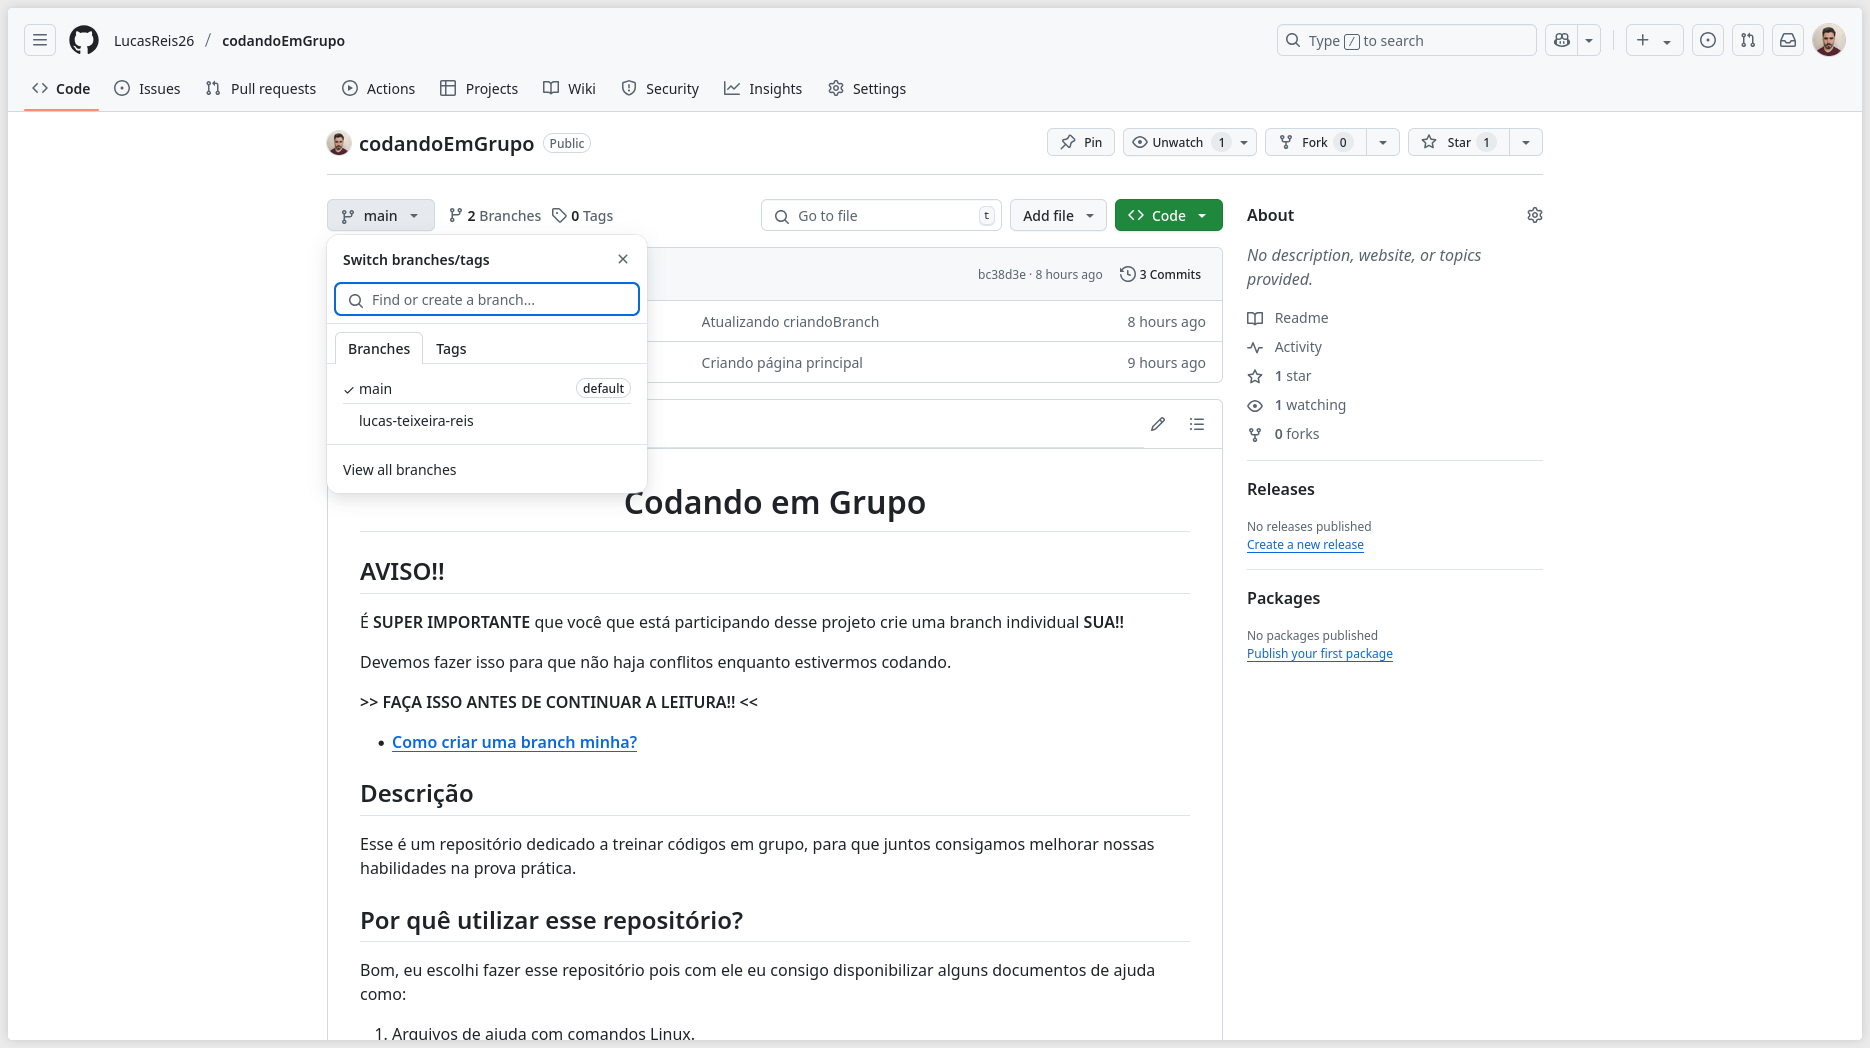 LucasReis26 / codandoEmGrupo
Type / to search
Code Issues Pull requests Actions Projects Wiki Security Insights Settings
codandoEmGrupo Public
Pin Unwatch 1 Fork 0 Star 1
main 2 Branches 0 Tags
Go to file t Add file Code
Switch branches/tags
Find or create a branch...
Branches Tags
main default
lucas-teixeira-reis
View all branches
bc38d3e · 8 hours ago 3 Commits
Atualizando criandoBranch 8 hours ago
Criando página principal 9 hours ago
Codando em Grupo
AVISO!!
É SUPER IMPORTANTE que você que está participando desse projeto crie uma branch individual SUA!!
Devemos fazer isso para que não haja conflitos enquanto estivermos codando.
>> FAÇA ISSO ANTES DE CONTINUAR A LEITURA!! <<
• Como criar uma branch minha?
Descrição
Esse é um repositório dedicado a treinar códigos em grupo, para que juntos consigamos melhorar nossas
habilidades na prova prática.
Por quê utilizar esse repositório?
Bom, eu escolhi fazer esse repositório pois com ele eu consigo disponibilizar alguns documentos de ajuda
como:
1. Arquivos de ajuda com comandos Linux.
About
No description, website, or topics
provided.
Readme
Activity
1 star
1 watching
0 forks
Releases
No releases published
Create a new release
Packages
No packages published
Publish your first package